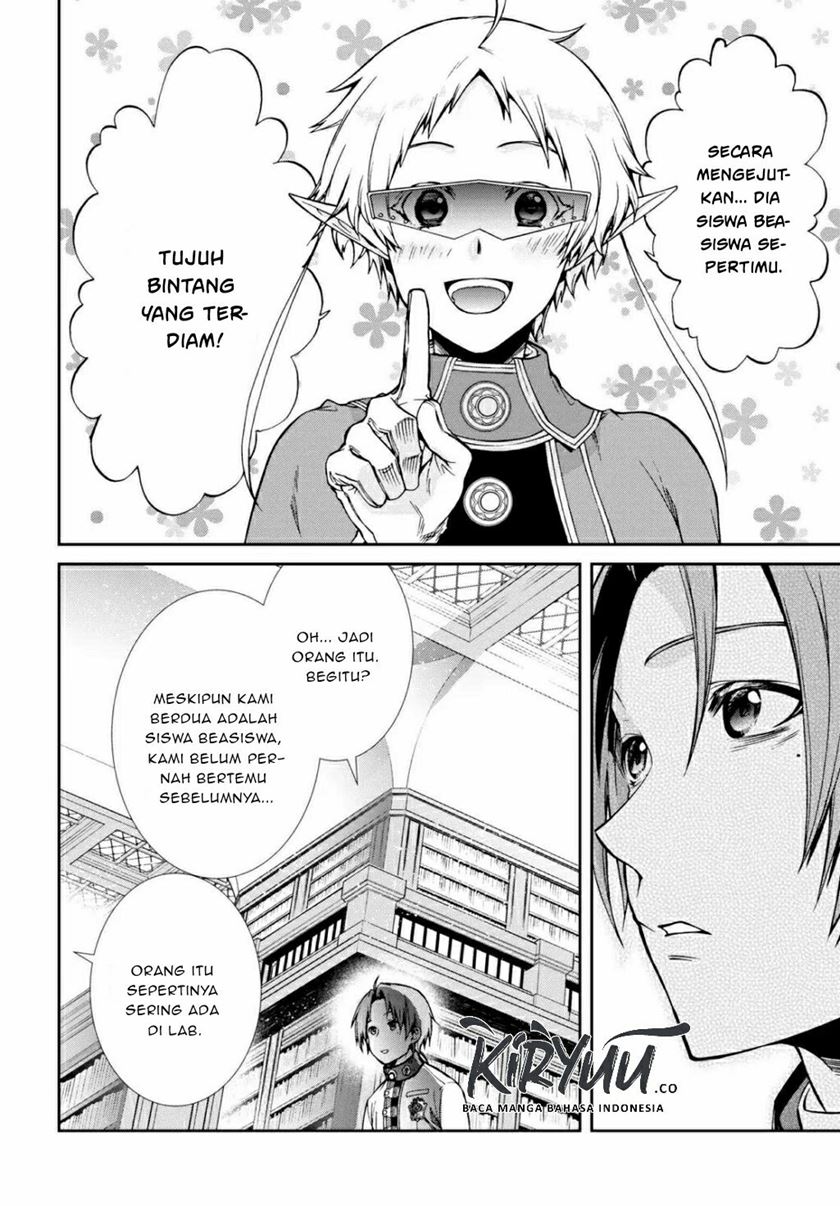 SECARA
MENGEJUT-
KAN... DIA
SISWA BEA-
SISWA SE-
PERTIMU.
TUJUH
BINTANG
YANG TER-
DIAM!
OH... JADI
ORANG ITU.
BEGITU?
MESKIPUN KAMI
BERDUA ADALAH
SISWA BEASISWA,
KAMI BELUM PER-
NAH BERTEMU
SEBELUMNYA...
ORANG ITU
SEPERTINYA
SERING ADA
DI LAB.
KIRYUU.CO
BACA MANGA BAHASA INDONESIA